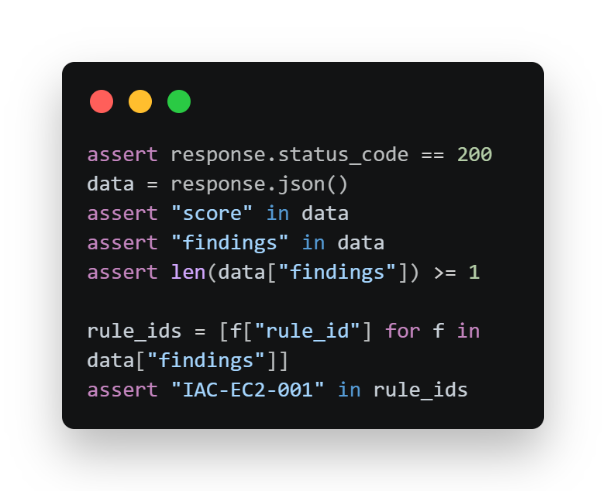 assert response.status_code == 200
data = response.json()
assert "score" in data
assert "findings" in data
assert len(data["findings"]) >= 1

rule_ids = [f["rule_id"] for f in
data["findings"]]
assert "IAC-EC2-001" in rule_ids